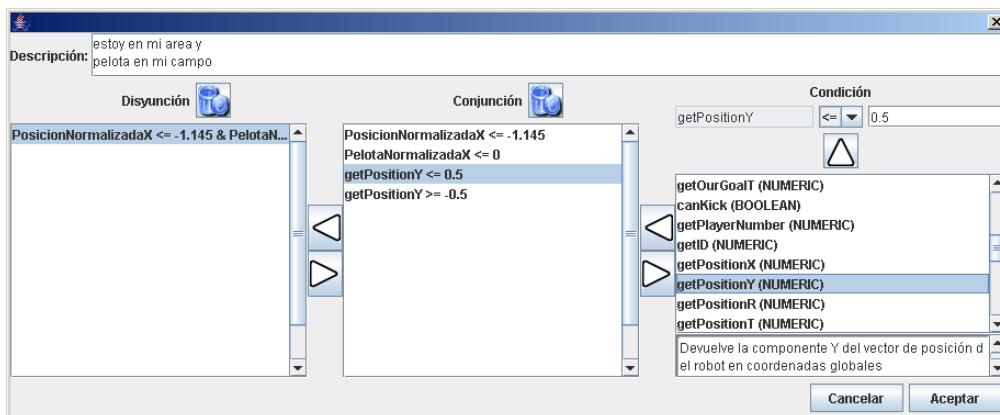 Descripción:
estoy en mi area y
pelota en mi campo
Disyunción
Conjunción
Condición
getPositionY
<=
0.5
PosicionNormalizadaX <= -1.145 & PelotaN...
PosicionNormalizadaX <= -1.145
PelotaNormalizadaX <= 0
getPositionY <= 0.5
getPositionY >= -0.5
getOurGoalT (NUMERIC)
canKick (BOOLEAN)
getPlayerNumber (NUMERIC)
getID (NUMERIC)
getPositionX (NUMERIC)
getPositionY (NUMERIC)
getPositionR (NUMERIC)
getPositionT (NUMERIC)
Devuelve la componente Y del vector de posición d
el robot en coordenadas globales
Cancelar
Aceptar